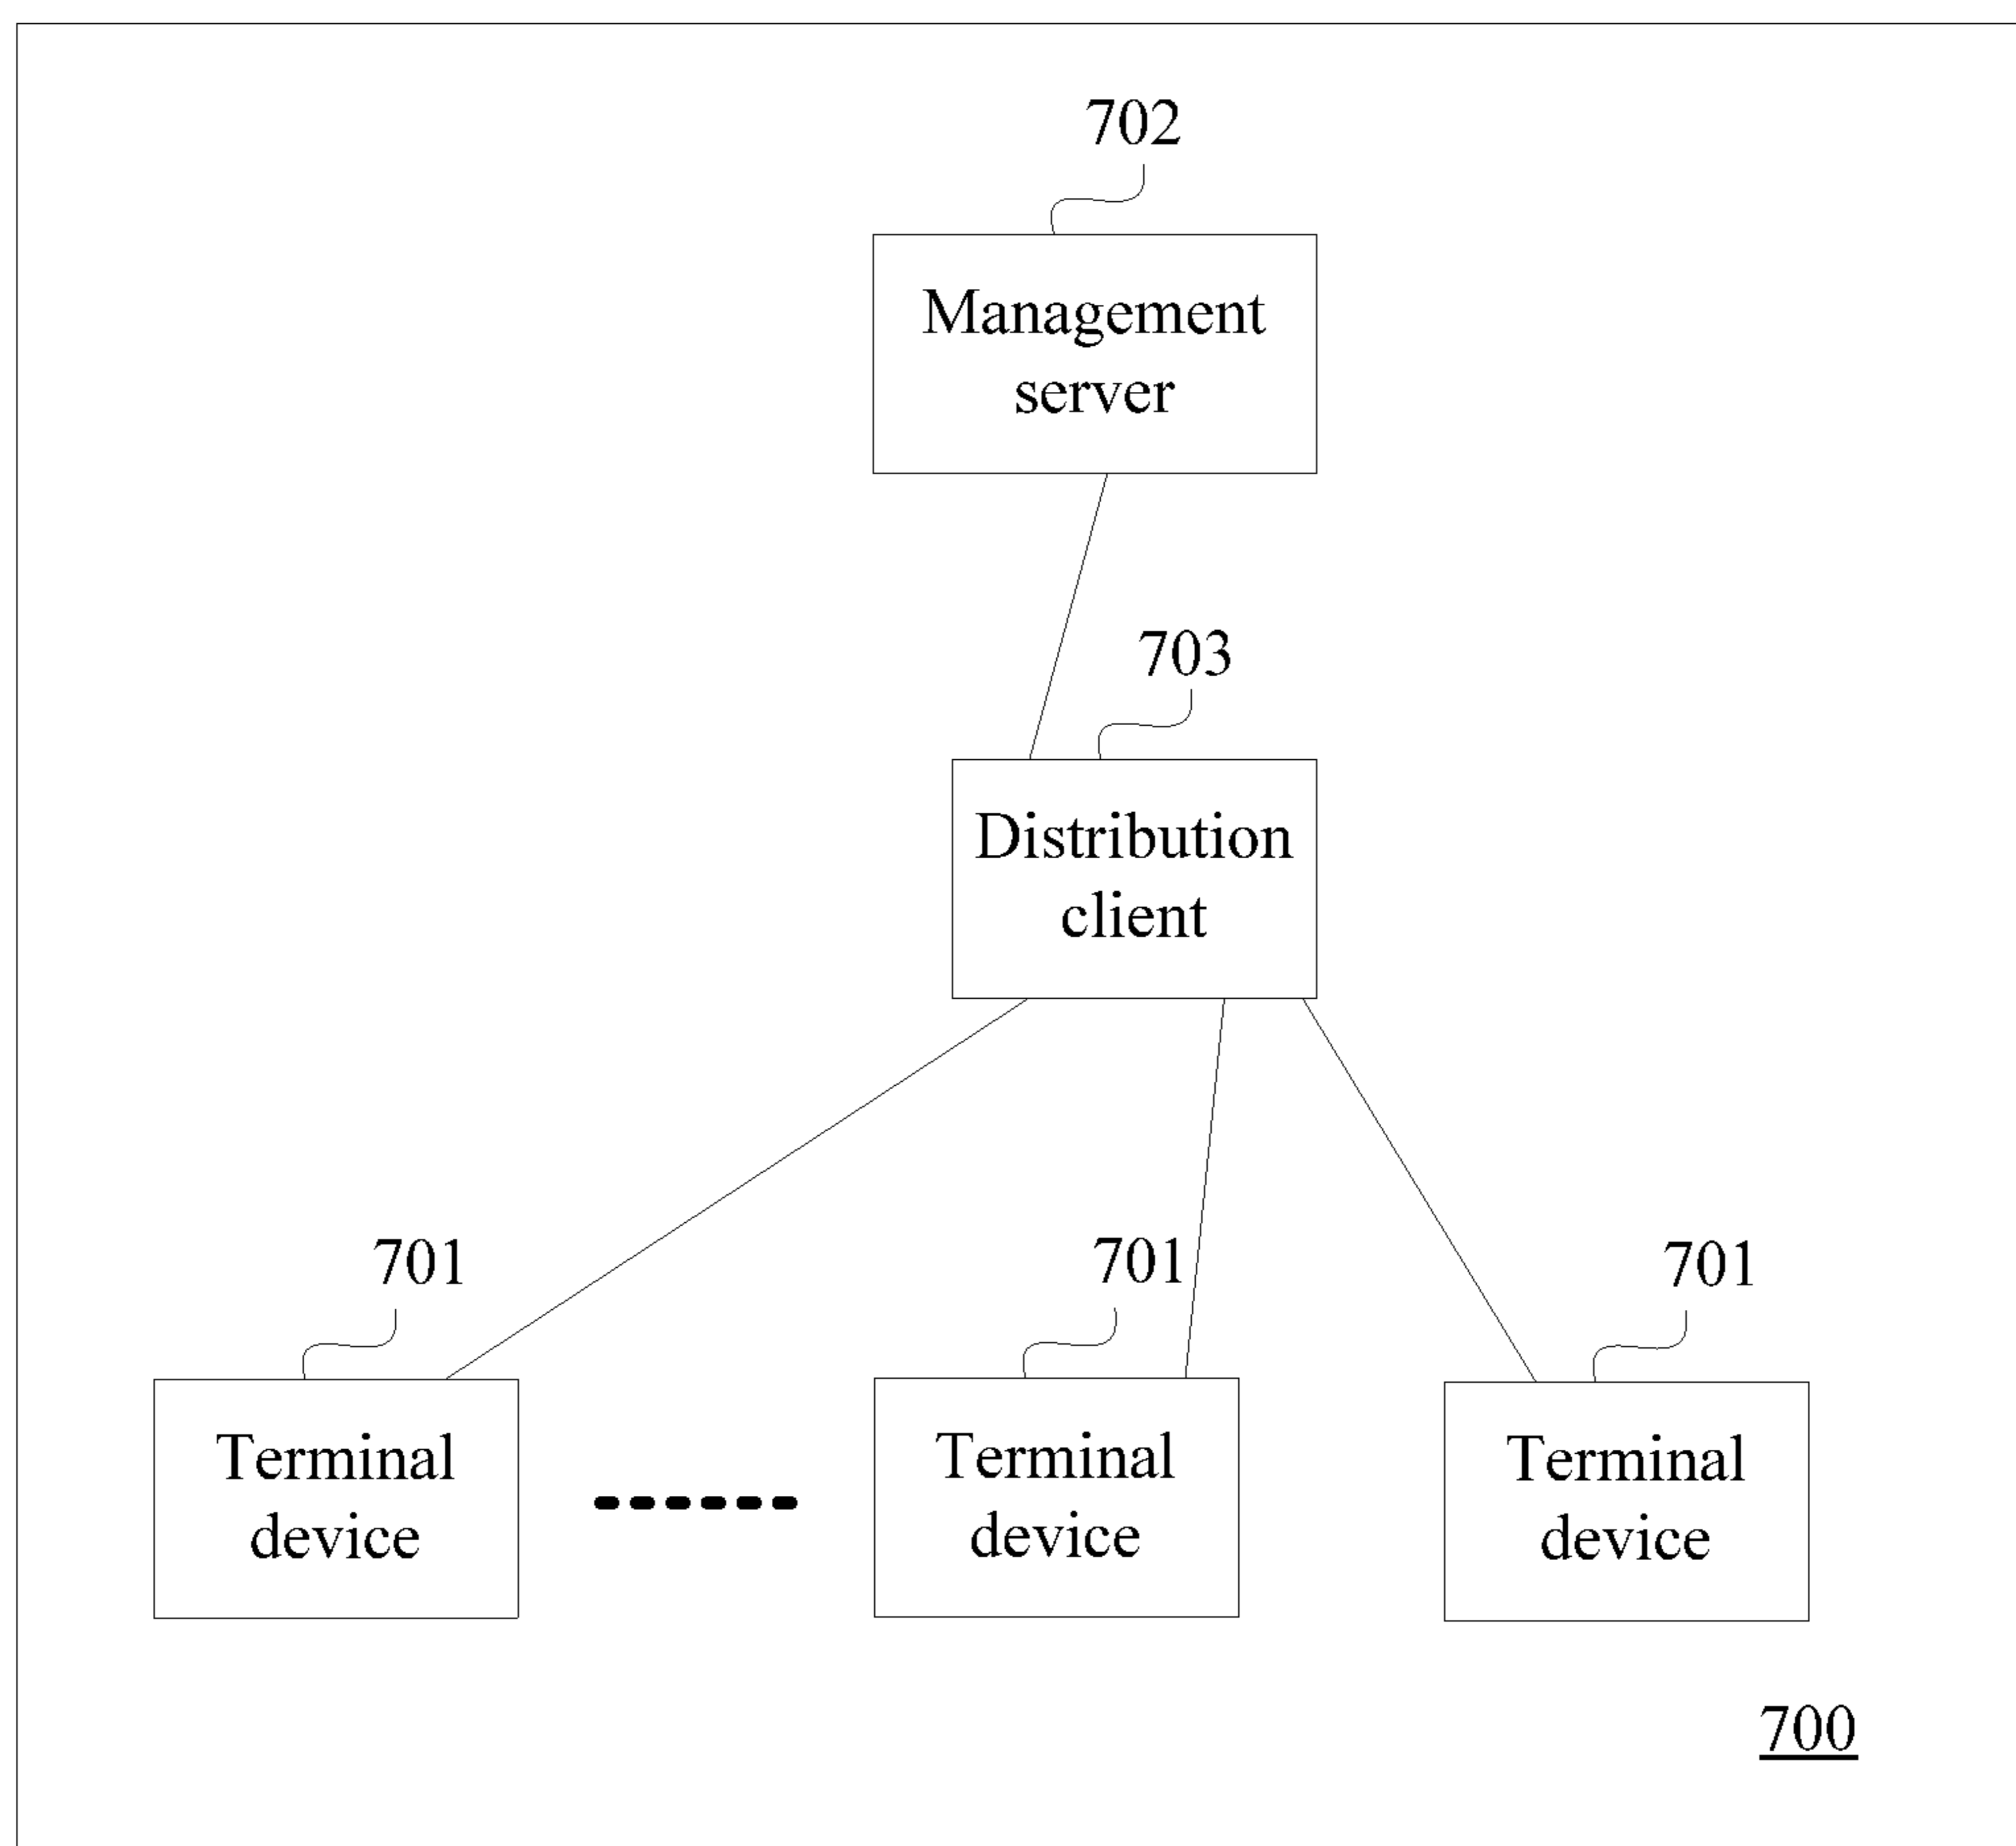 702
Management
server
703
Distribution
client
701
701
701
Terminal
device
Terminal
device
Terminal
device
700